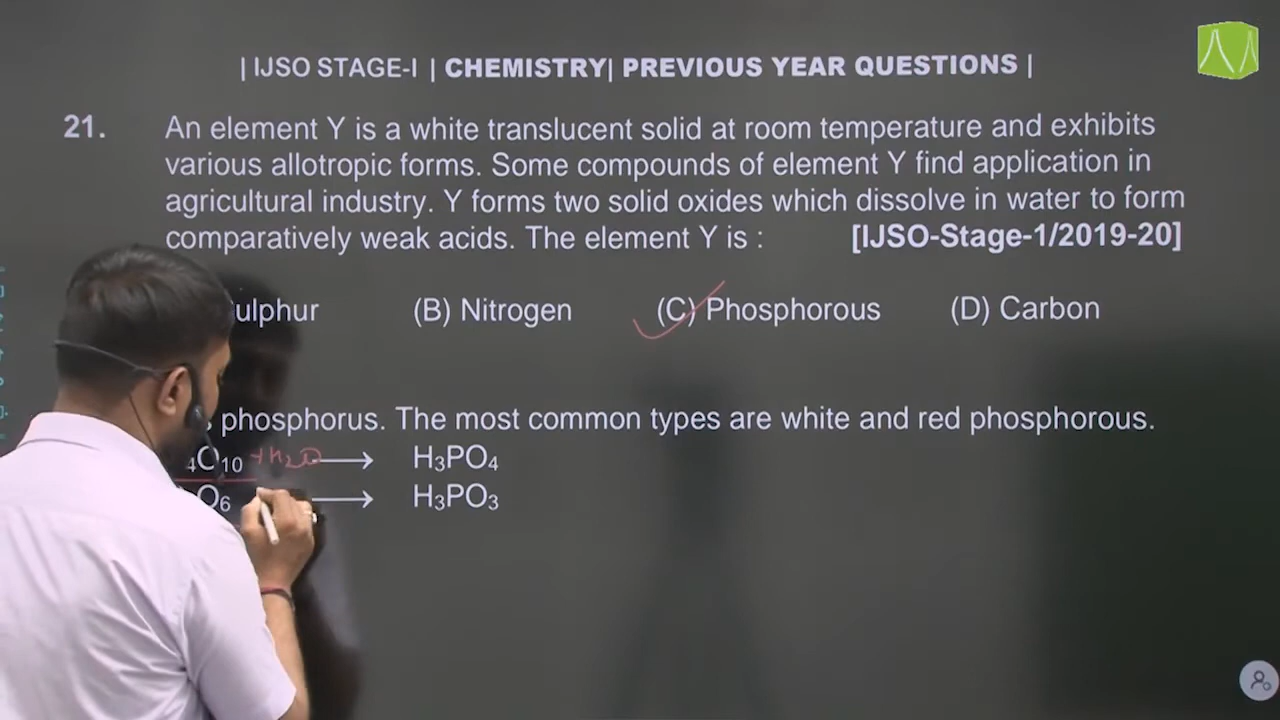 | IJSO STAGE-I | CHEMISTRY| PREVIOUS YEAR QUESTIONS |
21. An element Y is a white translucent solid at room temperature and exhibits
various allotropic forms. Some compounds of element Y find application in
agricultural industry. Y forms two solid oxides which dissolve in water to form
comparatively weak acids. The element Y is : [IJSO-Stage-1/2019-20]
ulphur (B) Nitrogen (C) Phosphorous (D) Carbon
phosphorus. The most common types are white and red phosphorous.
₄O₁₀ +H₂O ⟶ H₃PO₄
O₆ ⟶ H₃PO₃